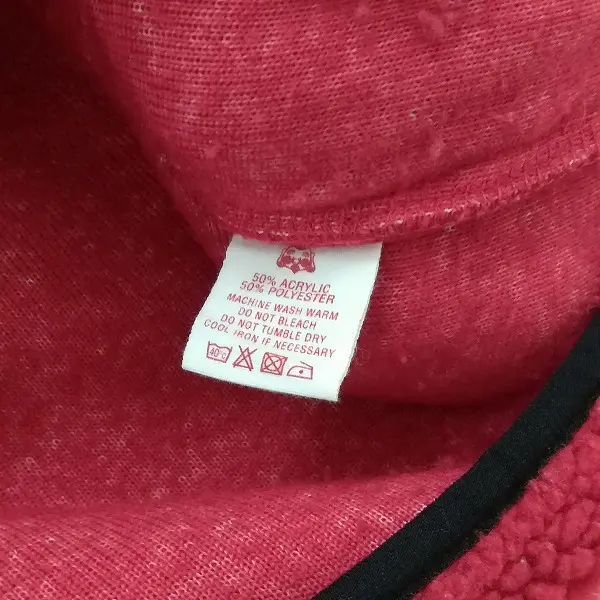 50% ACRYLIC
50% POLYESTER
MACHINE WASH WARM
DO NOT BLEACH
DO NOT TUMBLE DRY
COOL IRON IF NECESSARY
40°C